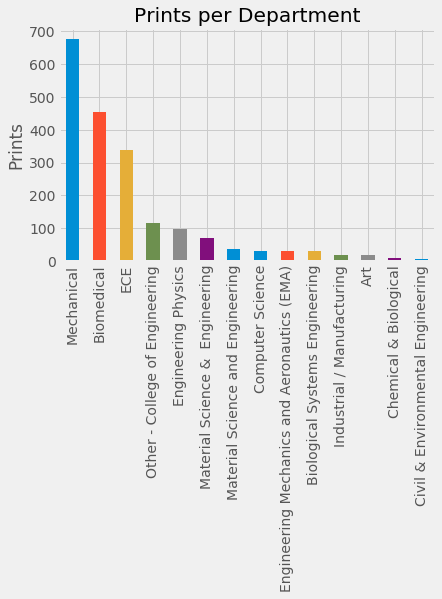 Prints per Department
Prints
700
600
500
400
300
200
100
0
Mechanical
Biomedical
ECE
Other - College of Engineering
Engineering Physics
Material Science &  Engineering
Material Science and Engineering
Computer Science
Engineering Mechanics and Aeronautics (EMA)
Biological Systems Engineering
Industrial / Manufacturing
Art
Chemical & Biological
Civil & Environmental Engineering